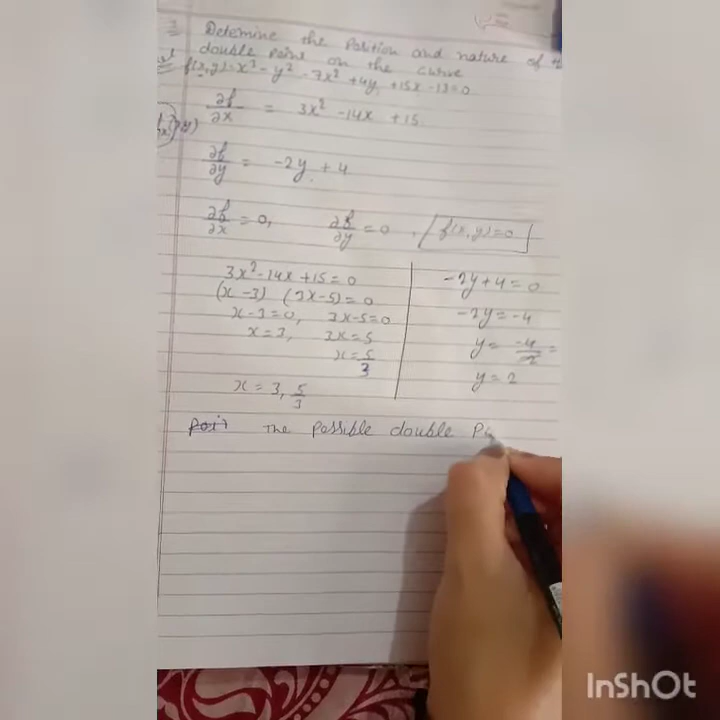 Detemine the Position and nature of
double point on the curve
f(x,y) = x³ - y² - 7x² + 4y + 15x - 13 = 0
∂f/∂x = 3x² - 14x + 15
∂f/∂y = -2y + 4
∂f/∂x = 0, ∂f/∂y = 0, f(x,y) = 0
3x² - 14x + 15 = 0
(x - 3) (3x - 5) = 0
x - 3 = 0, 3x - 5 = 0
x = 3, 3x = 5
x = 5/3
x = 3, 5/3
-2y + 4 = 0
-2y = -4
y = -4/-2 =
y = 2
The possible double Po
InShOt